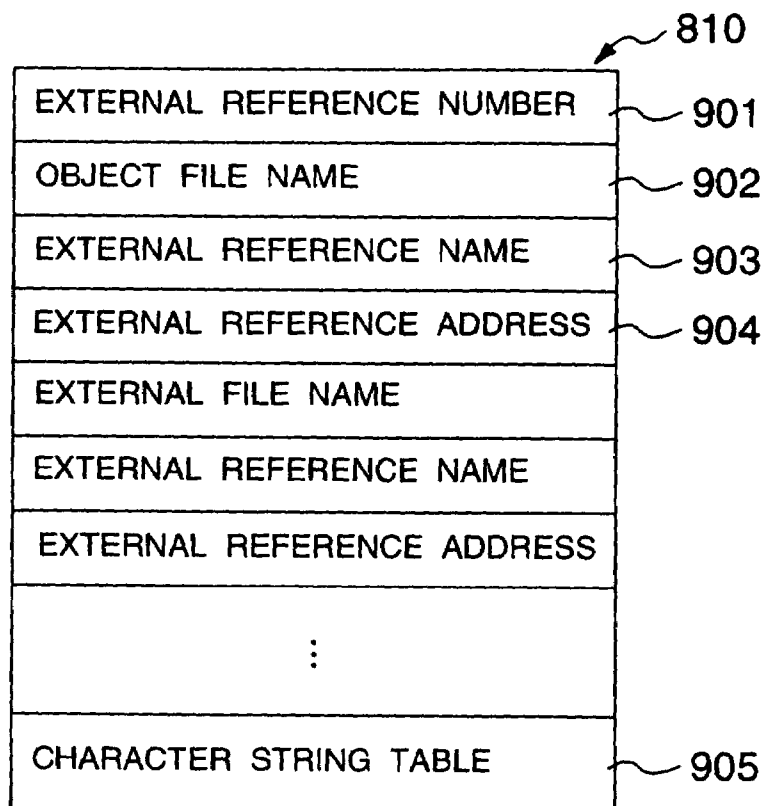 810
EXTERNAL REFERENCE NUMBER 901
OBJECT FILE NAME 902
EXTERNAL REFERENCE NAME 903
EXTERNAL REFERENCE ADDRESS 904
EXTERNAL FILE NAME
EXTERNAL REFERENCE NAME
EXTERNAL REFERENCE ADDRESS
⋮
CHARACTER STRING TABLE 905